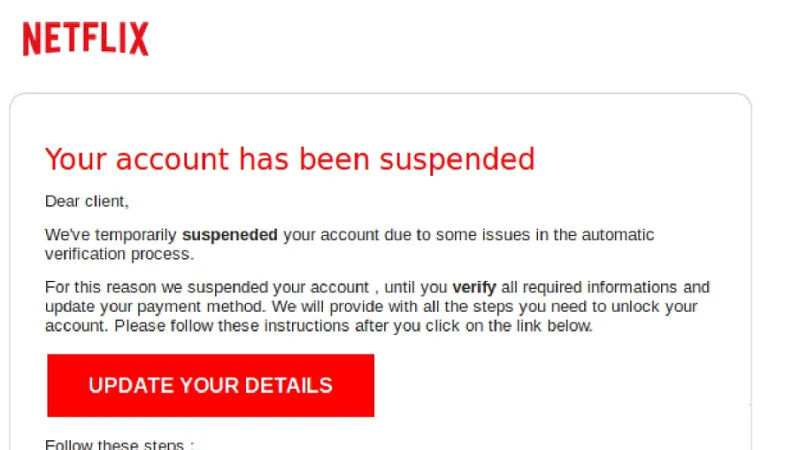 NETFLIX
Your account has been suspended
Dear client,
We've temporarily suspeneded your account due to some issues in the automatic
verification process.
For this reason we suspended your account , until you verify all required informations and
update your payment method. We will provide with all the steps you need to unlock your
account. Please follow these instructions after you click on the link below.
UPDATE YOUR DETAILS
Follow these steps :